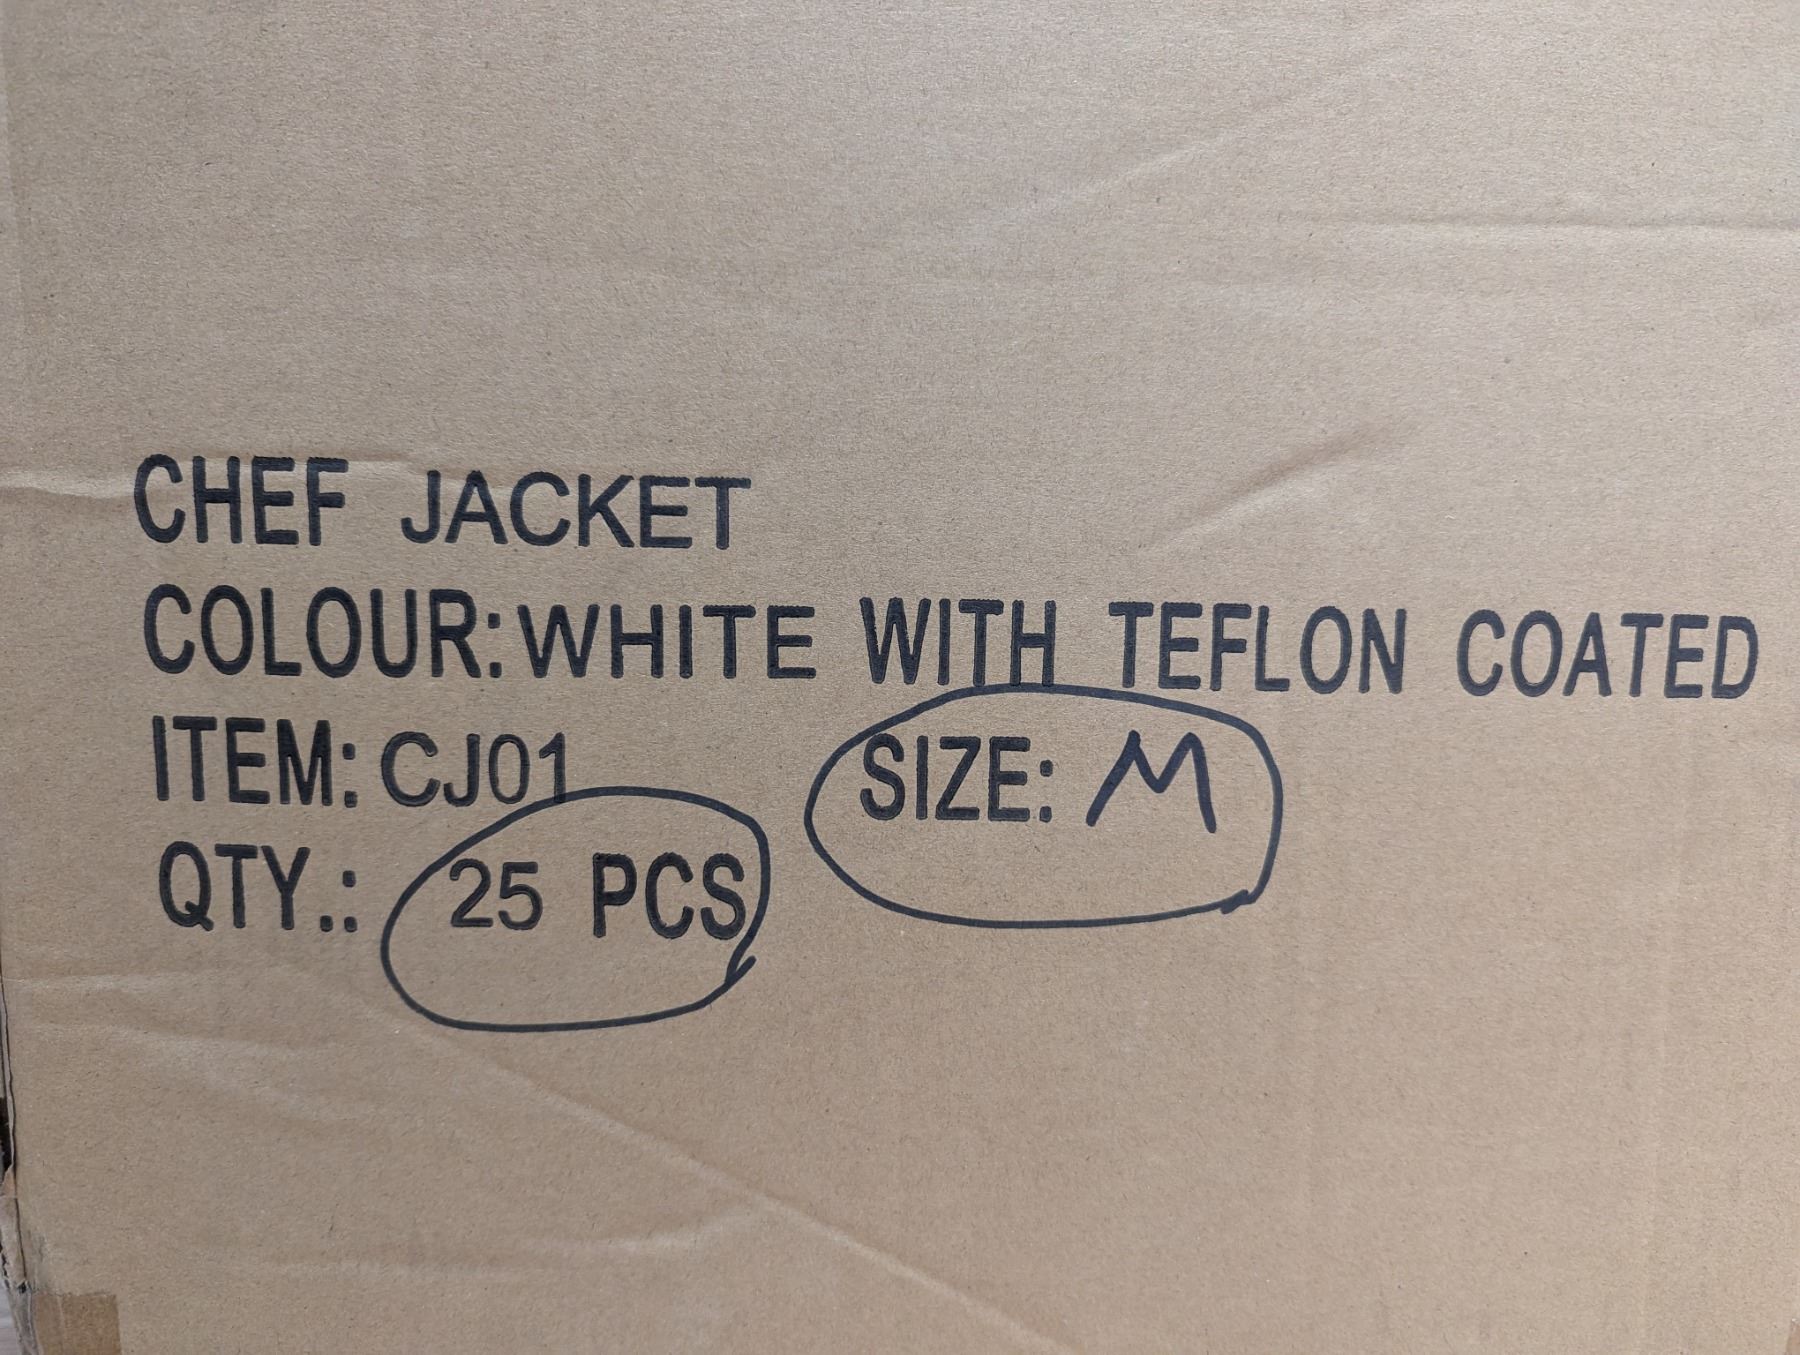 CHEF JACKET
COLOUR:WHITE WITH TEFLON COATED
ITEM:CJ01 SIZE: M
QTY.: 25 PCS